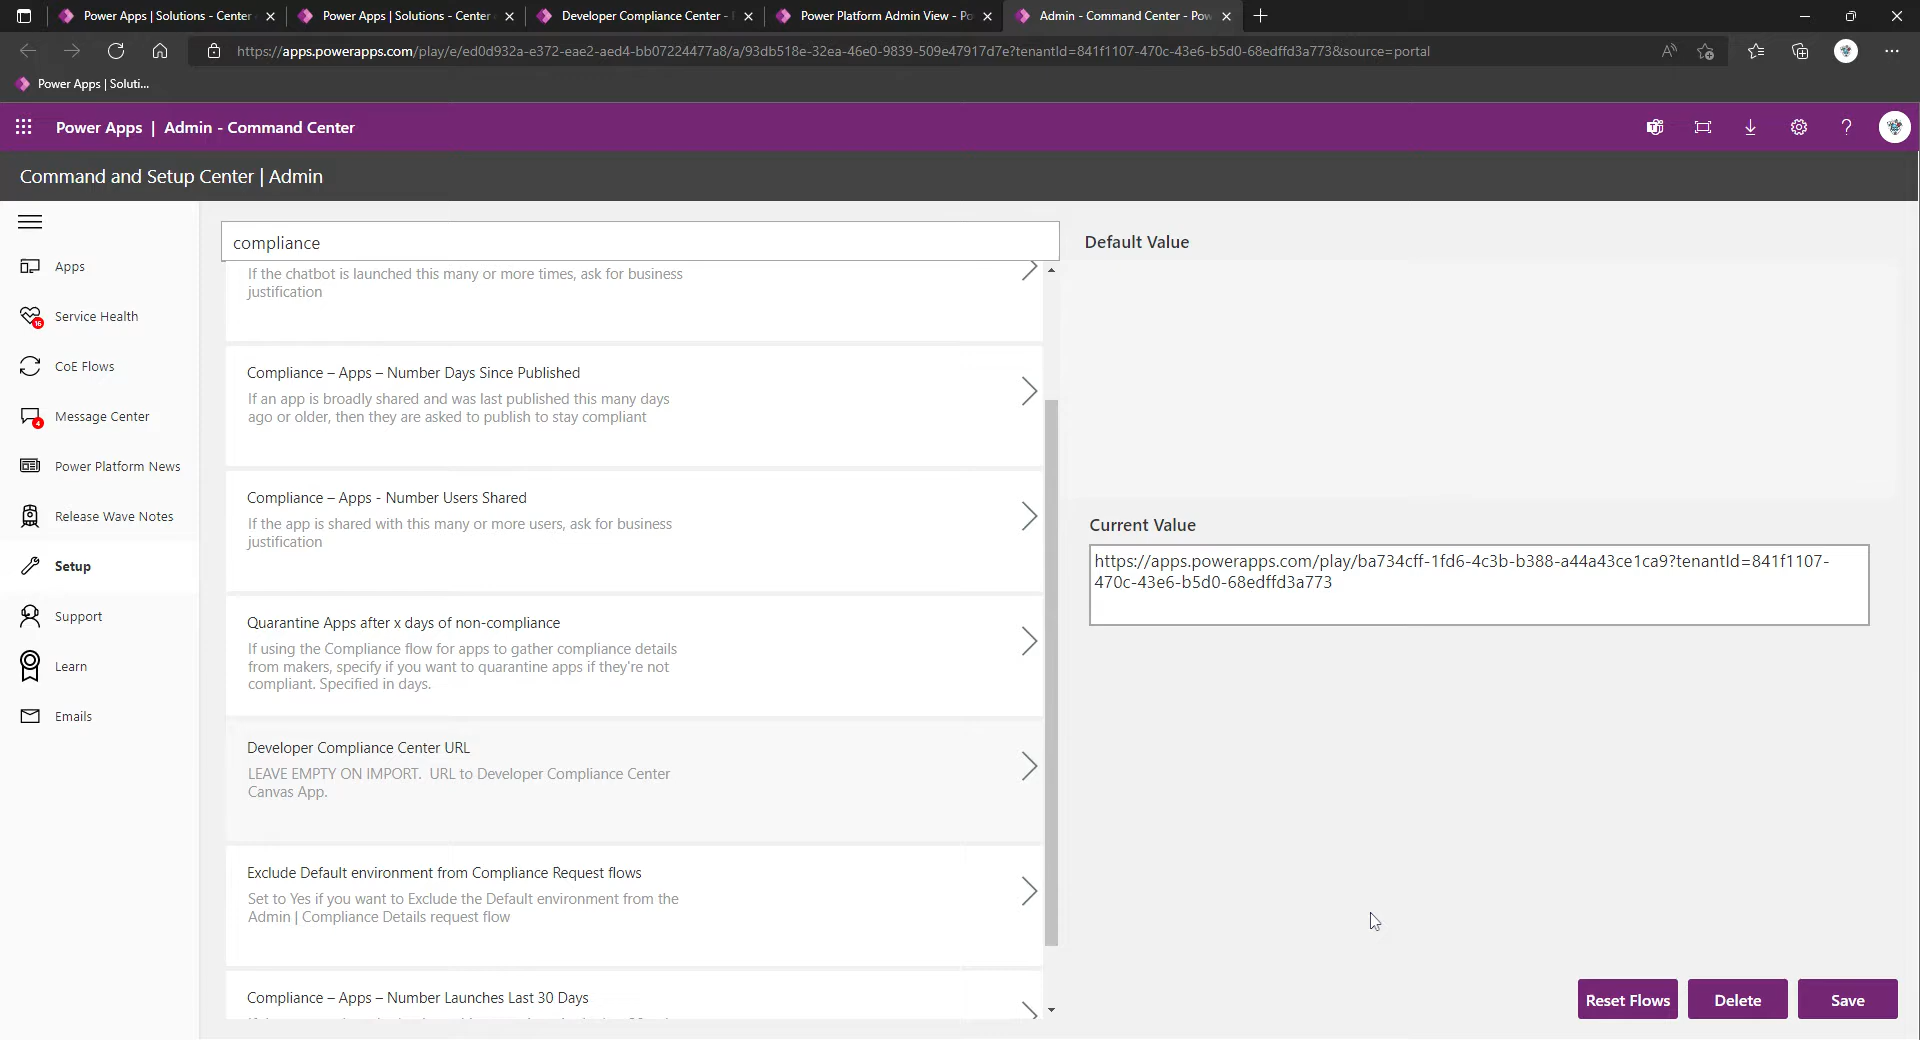 Power Apps | Solutions - Center
Power Apps | Solutions - Center
Developer Compliance Center -
Power Platform Admin View - Po
Admin - Command Center - Pow
https://apps.powerapps.com/play/e/ed0d932a-e372-eae2-aed4-bb07224477a8/a/93db518e-32ea-46e0-9839-509e47917d7e?tenantId=841f1107-470c-43e6-b5d0-68edffd3a773&source=portal
Power Apps | Soluti...
Power Apps | Admin - Command Center
Command and Setup Center | Admin
Apps
Service Health
16
CoE Flows
Message Center
4
Power Platform News
Release Wave Notes
Setup
Support
Learn
Emails
compliance
If the chatbot is launched this many or more times, ask for business
justification
Compliance – Apps – Number Days Since Published
If an app is broadly shared and was last published this many days
ago or older, then they are asked to publish to stay compliant
Compliance – Apps - Number Users Shared
If the app is shared with this many or more users, ask for business
justification
Quarantine Apps after x days of non-compliance
If using the Compliance flow for apps to gather compliance details
from makers, specify if you want to quarantine apps if they're not
compliant. Specified in days.
Developer Compliance Center URL
LEAVE EMPTY ON IMPORT. URL to Developer Compliance Center
Canvas App.
Exclude Default environment from Compliance Request flows
Set to Yes if you want to Exclude the Default environment from the
Admin | Compliance Details request flow
Compliance – Apps – Number Launches Last 30 Days
Default Value
Current Value
https://apps.powerapps.com/play/ba734cff-1fd6-4c3b-b388-a44a43ce1ca9?tenantId=841f1107-
470c-43e6-b5d0-68edffd3a773
Reset Flows
Delete
Save